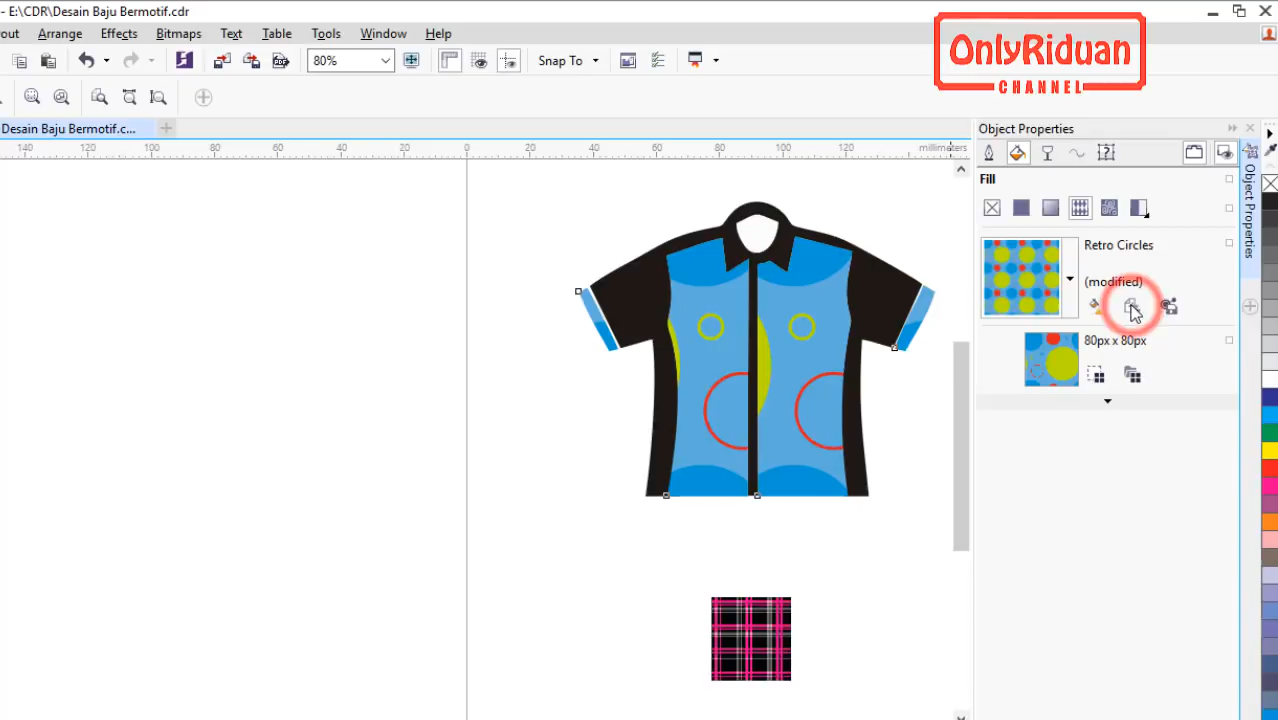 - E:\CDR\Desain Baju Bermotif.cdr
out Arrange Effects Bitmaps Text Table Tools Window Help
80% Snap To
OnlyRiduan
CHANNEL
Desain Baju Bermotif.c...
Object Properties
140 120 100 80 60 40 20 0 20 40 60 80 100 120 millimeters
Fill
Object Properties
Retro Circles
(modified)
80px x 80px